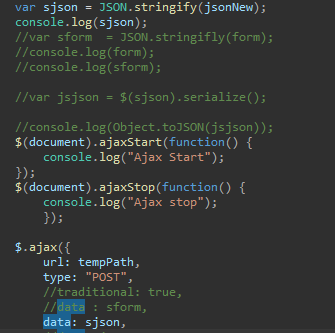 var sjson = JSON.stringify(jsonNew);
console.log(sjson);
//var sform  = JSON.stringifly(form);
//console.log(form);
//console.log(sform);
//var jsjson = $(sjson).serialize();
//console.log(Object.toJSON(jsjson));
$(document).ajaxStart(function() {
    console.log("Ajax Start");
});
$(document).ajaxStop(function() {
    console.log("Ajax stop");
    });
$.ajax({
    url: tempPath,
    type: "POST",
    //traditional: true,
    //data : sform,
    data: sjson,